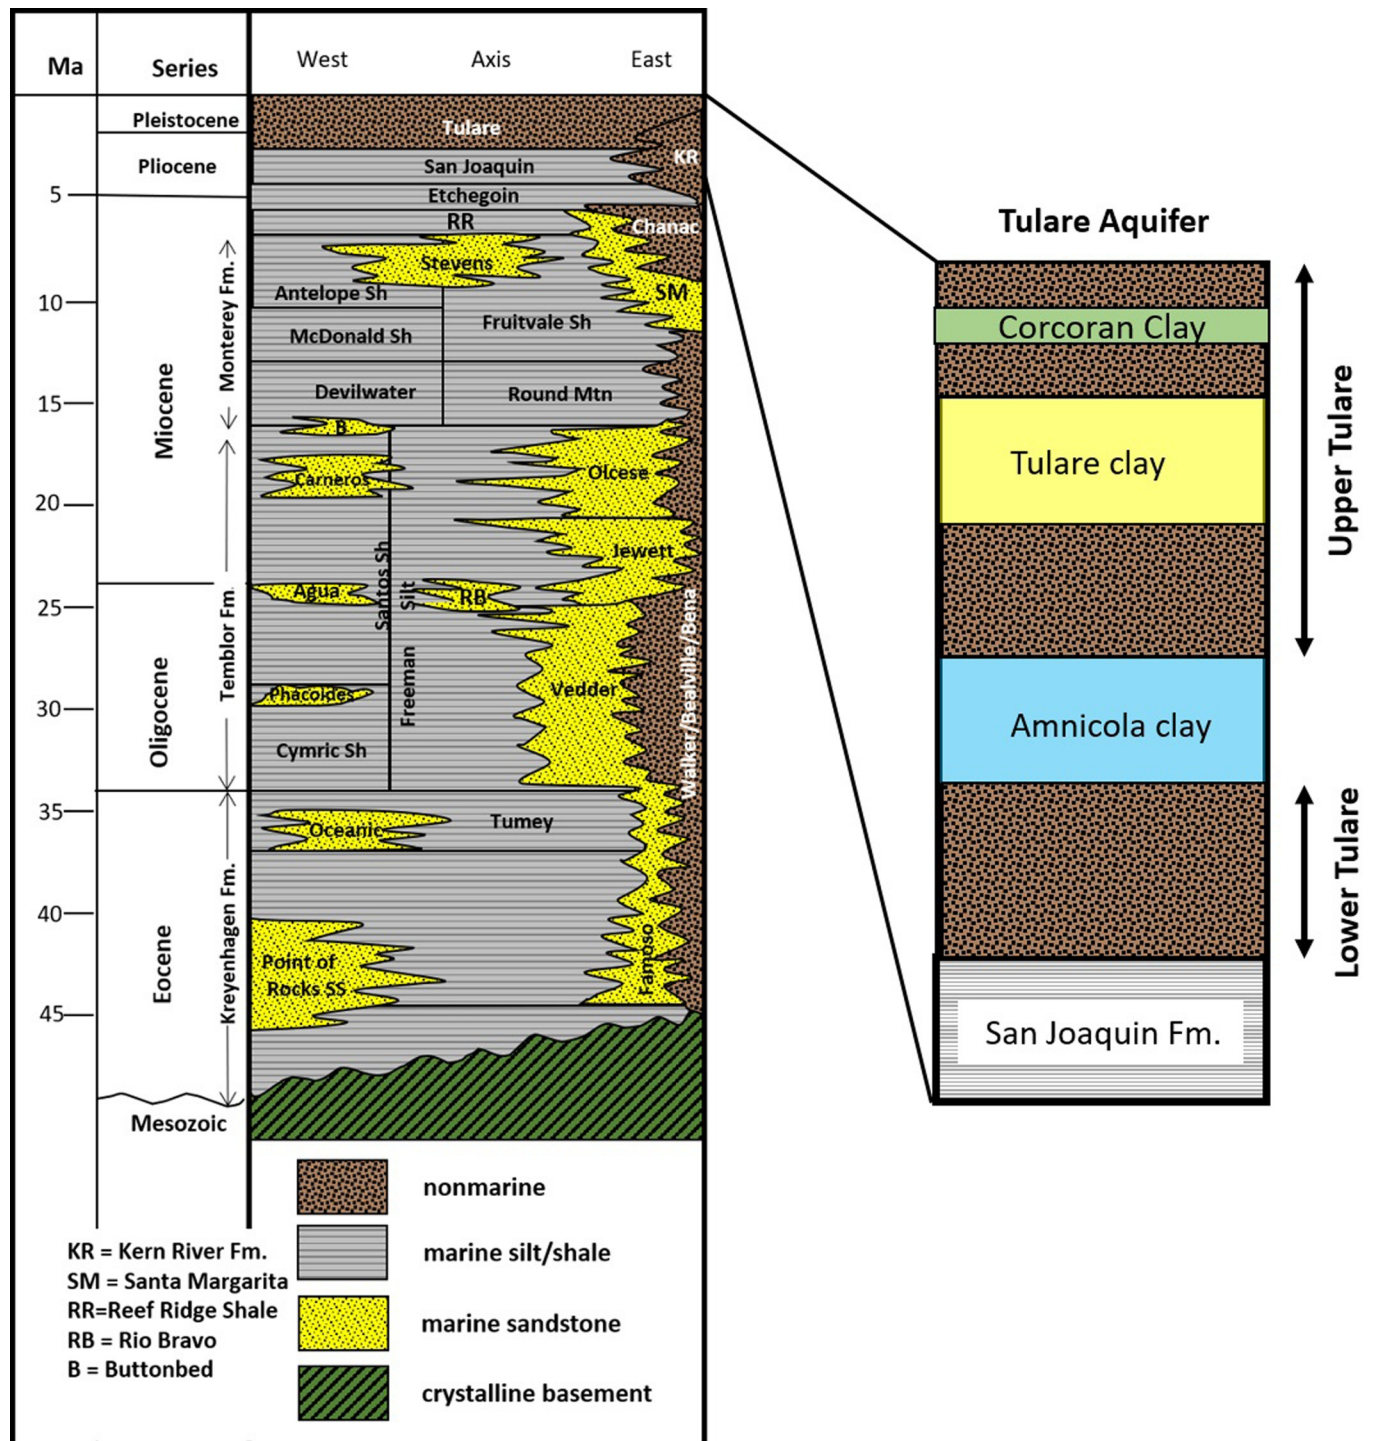 Ma
Series
West
Axis
East
Pleistocene
Tulare
Pliocene
San Joaquin
KR
5
Etchegoin
RR
Chanac
Stevens
Monterey Fm.
10
Antelope Sh
SM
Fruitvale Sh
McDonald Sh
Miocene
Devilwater
Round Mtn
15
B
Olcese
Carneros
20
Santos Sh
Jewett
Agua
RB
Silt
25
Temblor Fm.
Oligocene
Freeman
Vedder
Walker/Bealville/Bena
Phacoides
30
Cymric Sh
35
Oceanic
Tumey
Kreyenhagen Fm.
40
Eocene
Point of
Rocks SS
Famoso
45
Mesozoic
nonmarine
marine silt/shale
marine sandstone
crystalline basement
KR = Kern River Fm.
SM = Santa Margarita
RR=Reef Ridge Shale
RB = Rio Bravo
B = Buttonbed
Tulare Aquifer
Corcoran Clay
Tulare clay
Upper Tulare
Amnicola clay
Lower Tulare
San Joaquin Fm.